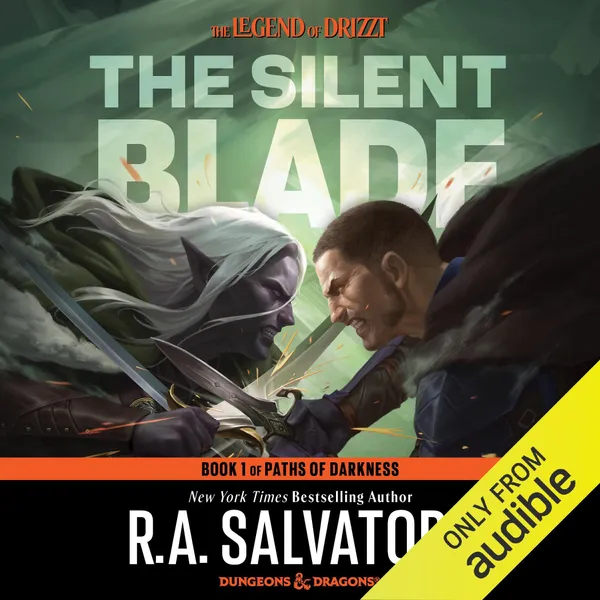 THE LEGEND OF DRIZZT
THE SILENT
BLADE
BOOK 1 OF PATHS OF DARKNESS
New York Times Bestselling Author
R.A. SALVATOR
DUNGEONS & DRAGONS®
ONLY FROM
audible